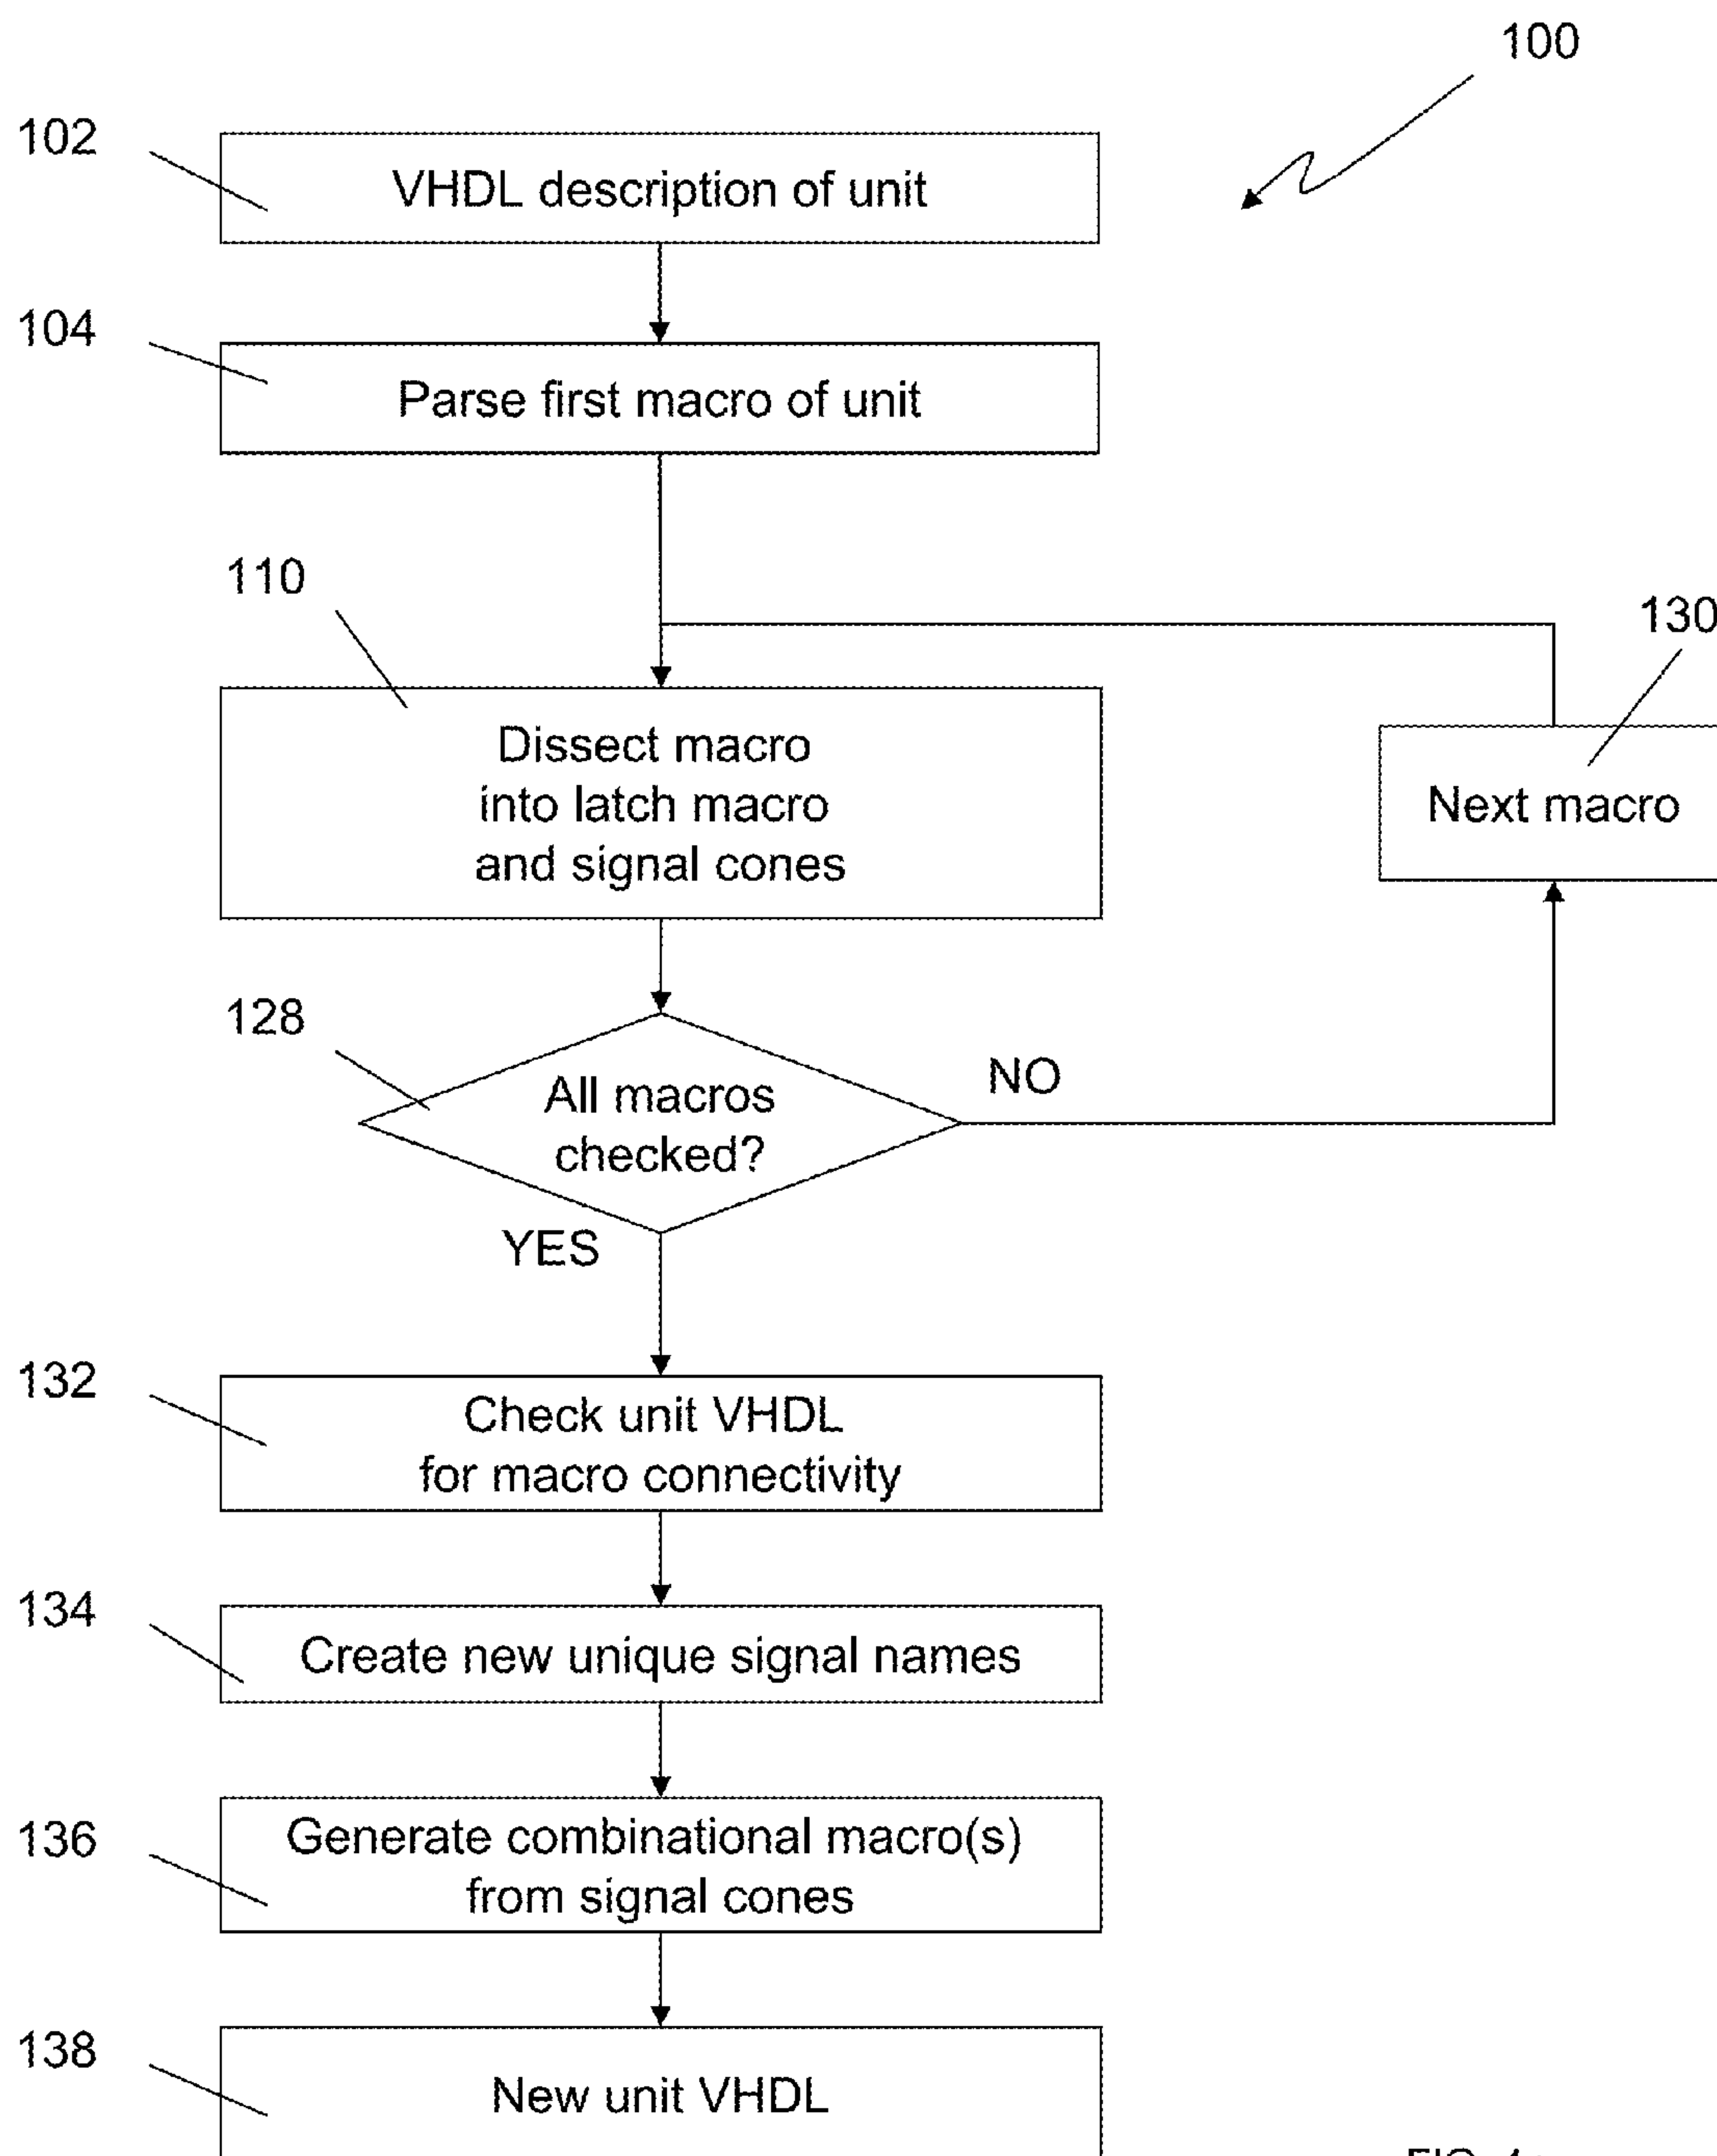 100
102
VHDL description of unit
104
Parse first macro of unit
110
130
Dissect macro
into latch macro
and signal cones
Next macro
128
All macros
checked?
NO
YES
132
Check unit VHDL
for macro connectivity
134
Create new unique signal names
136
Generate combinational macro(s)
from signal cones
138
New unit VHDL